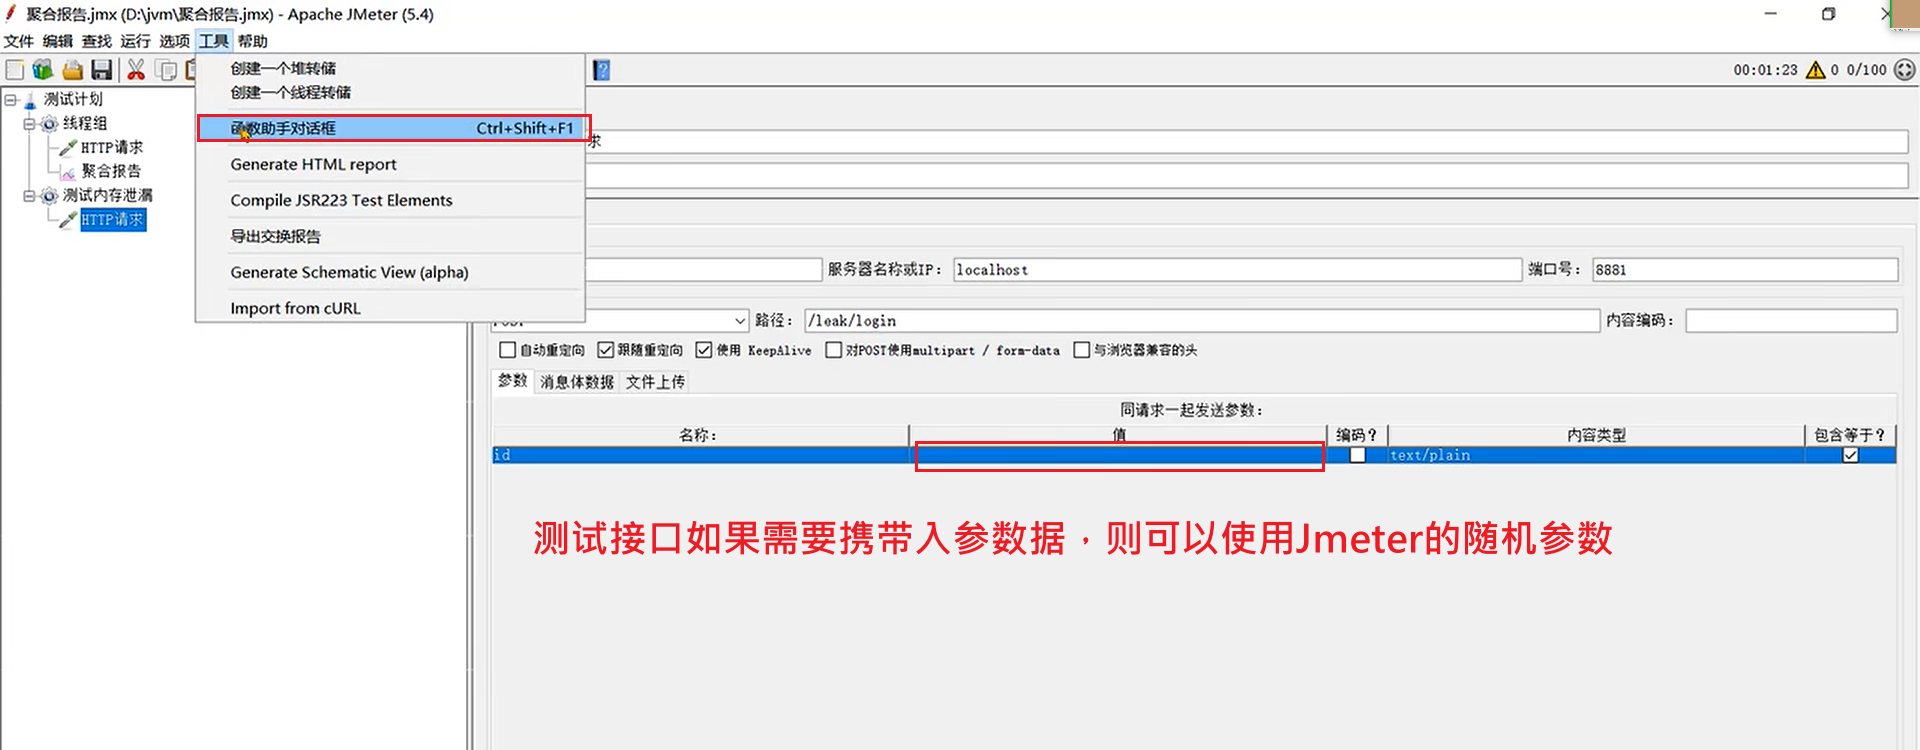 聚合报告.jmx (D:\jvm\聚合报告.jmx) - Apache JMeter (5.4)
文件 编辑 查找 运行 选项 工具 帮助
00:01:23 0 0/100
测试计划
线程组
HTTP请求
聚合报告
测试内存泄漏
HTTP请求
创建一个堆转储
创建一个线程转储
函数助手对话框 Ctrl+Shift+F1
Generate HTML report
Compile JSR223 Test Elements
导出交换报告
Generate Schematic View (alpha)
Import from cURL
求
服务器名称或IP: localhost 端口号: 8881
路径: /leak/login 内容编码:
自动重定向 跟随重定向 使用 KeepAlive 对POST使用multipart / form-data 与浏览器兼容的头
参数 消息体数据 文件上传
同请求一起发送参数:
名称: 值 编码? 内容类型 包含等于?
id text/plain
测试接口如果需要携带入参数据，则可以使用Jmeter的随机参数